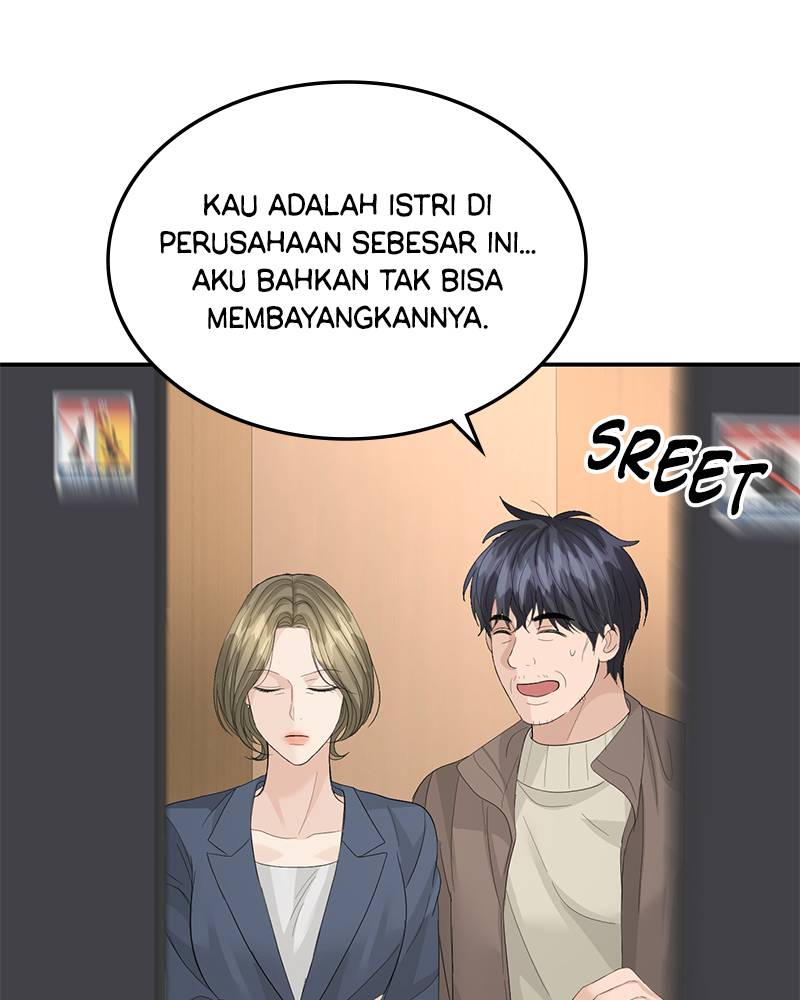 KAU ADALAH ISTRI DI
PERUSAHAAN SEBESAR INI...
AKU BAHKAN TAK BISA
MEMBAYANGKANNYA.
SREET